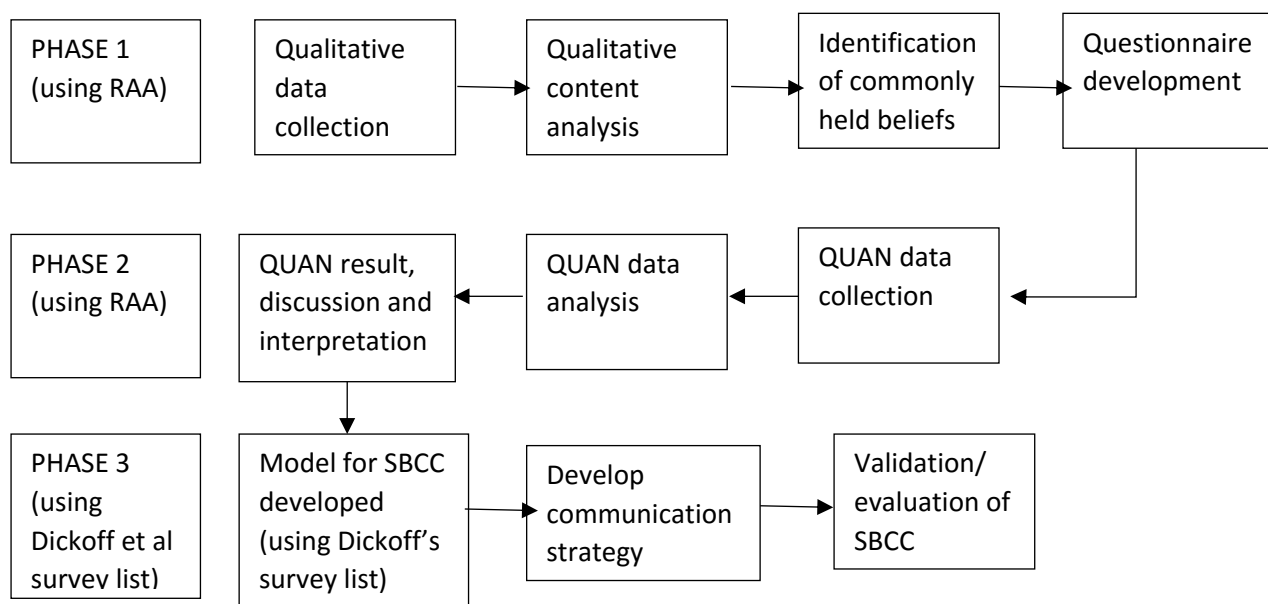 PHASE 1
(using RAA)
Qualitative
data
collection
Qualitative
content
analysis
Identification
of commonly
held beliefs
Questionnaire
development
PHASE 2
(using RAA)
QUAN result,
discussion and
interpretation
QUAN data
analysis
QUAN data
collection
PHASE 3
(using
Dickoff et al
survey list)
Model for SBCC
developed
(using Dickoff’s
survey list)
Develop
communication
strategy
Validation/
evaluation of
SBCC